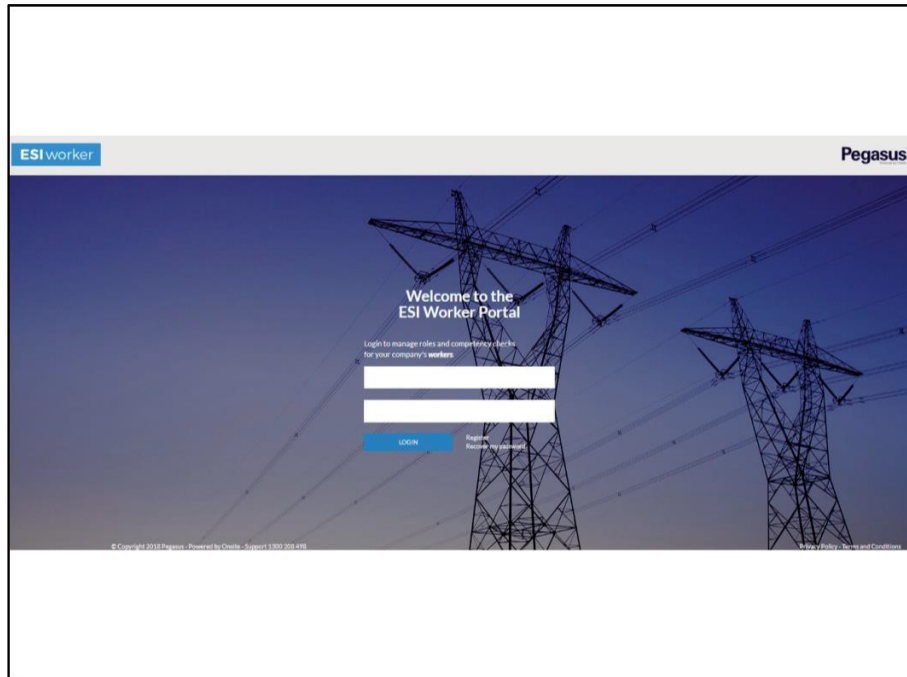 ESI worker
Pegasus
Welcome to the
ESI Worker Portal
Login to manage roles and competency checks
for your company's workers.
LOGIN
Register
Recover my password
© Copyright 2018 Pegasus - Powered by Onsite - Support 1300 208 498
Privacy Policy - Terms and Conditions